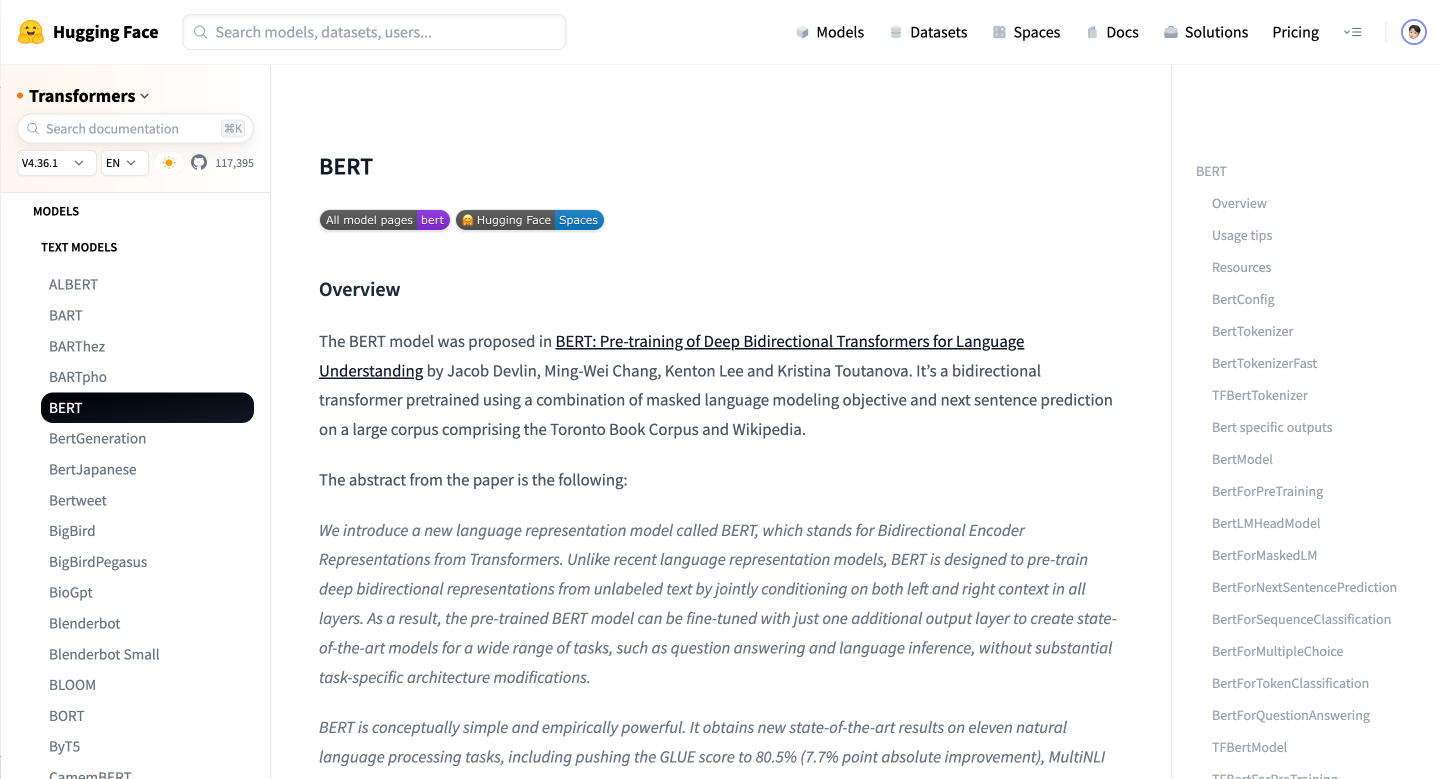 Hugging Face
Search models, datasets, users...
Models
Datasets
Spaces
Docs
Solutions
Pricing
Transformers
Search documentation
⌘K
V4.36.1
EN
117,395
MODELS
TEXT MODELS
ALBERT
BART
BARThez
BARTpho
BERT
BertGeneration
BertJapanese
Bertweet
BigBird
BigBirdPegasus
BioGpt
Blenderbot
Blenderbot Small
BLOOM
BORT
ByT5
CamemBERT
BERT
All model pages bert
Hugging Face Spaces
Overview
The BERT model was proposed in BERT: Pre-training of Deep Bidirectional Transformers for Language
Understanding by Jacob Devlin, Ming-Wei Chang, Kenton Lee and Kristina Toutanova. It’s a bidirectional
transformer pretrained using a combination of masked language modeling objective and next sentence prediction
on a large corpus comprising the Toronto Book Corpus and Wikipedia.
The abstract from the paper is the following:
We introduce a new language representation model called BERT, which stands for Bidirectional Encoder
Representations from Transformers. Unlike recent language representation models, BERT is designed to pre-train
deep bidirectional representations from unlabeled text by jointly conditioning on both left and right context in all
layers. As a result, the pre-trained BERT model can be fine-tuned with just one additional output layer to create state-
of-the-art models for a wide range of tasks, such as question answering and language inference, without substantial
task-specific architecture modifications.
BERT is conceptually simple and empirically powerful. It obtains new state-of-the-art results on eleven natural
language processing tasks, including pushing the GLUE score to 80.5% (7.7% point absolute improvement), MultiNLI
BERT
Overview
Usage tips
Resources
BertConfig
BertTokenizer
BertTokenizerFast
TFBertTokenizer
Bert specific outputs
BertModel
BertForPreTraining
BertLMHeadModel
BertForMaskedLM
BertForNextSentencePrediction
BertForSequenceClassification
BertForMultipleChoice
BertForTokenClassification
BertForQuestionAnswering
TFBertModel
TFBertForPreTraining